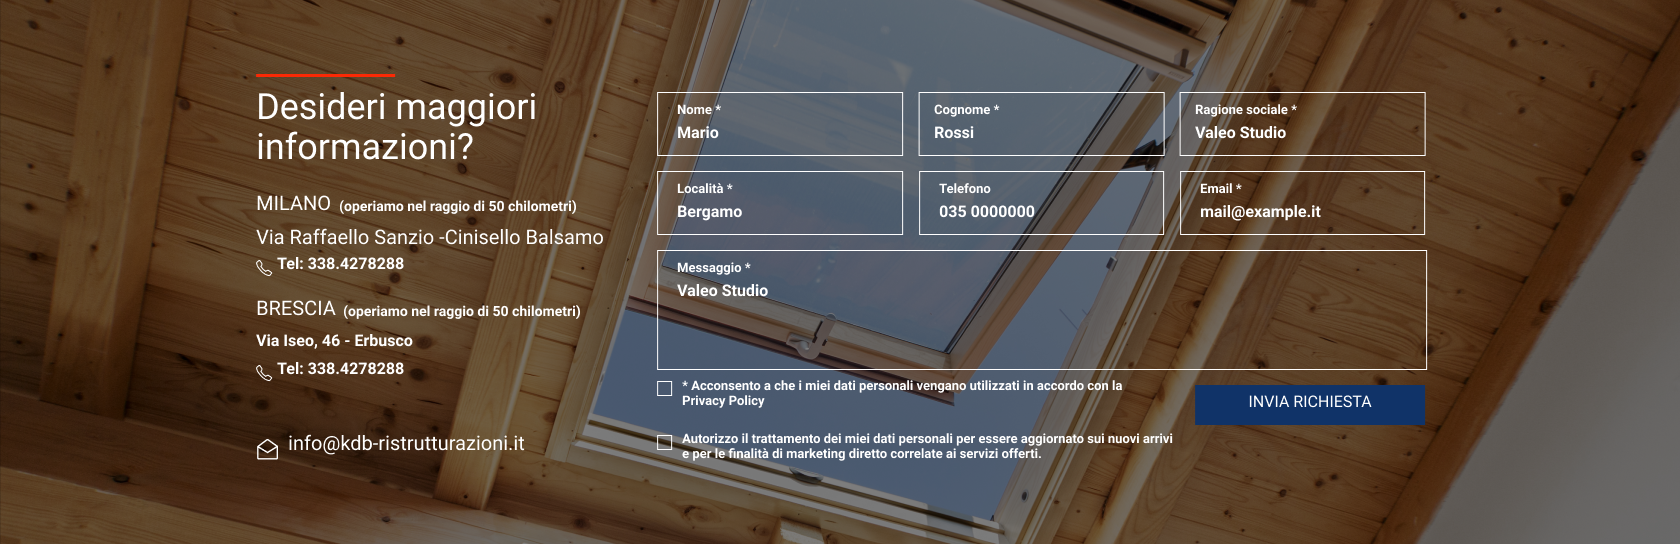 Desideri maggiori
informazioni?
MILANO (operiamo nel raggio di 50 chilometri)
Via Raffaello Sanzio -Cinisello Balsamo
Tel: 338.4278288
BRESCIA (operiamo nel raggio di 50 chilometri)
Via Iseo, 46 - Erbusco
Tel: 338.4278288
info@kdb-ristrutturazioni.it
Nome *
Mario
Cognome *
Rossi
Ragione sociale *
Valeo Studio
Località *
Bergamo
Telefono
035 0000000
Email *
mail@example.it
Messaggio *
Valeo Studio
* Acconsento a che i miei dati personali vengano utilizzati in accordo con la
Privacy Policy
INVIA RICHIESTA
Autorizzo il trattamento dei miei dati personali per essere aggiornato sui nuovi arrivi
e per le finalità di marketing diretto correlate ai servizi offerti.